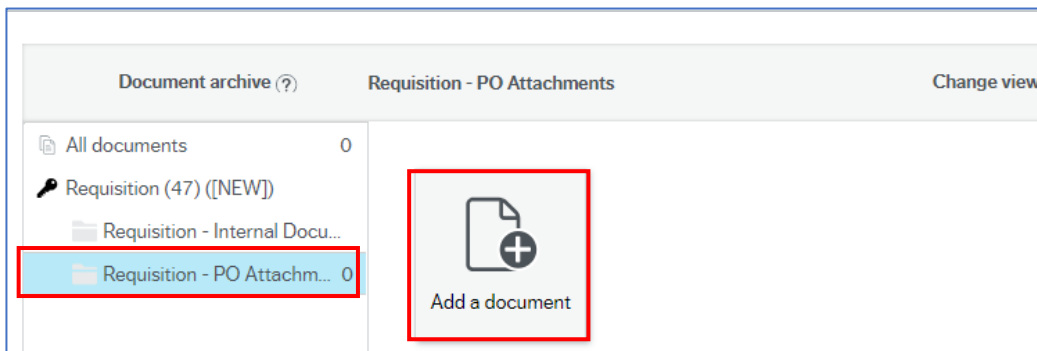 Document archive (?)
Requisition - PO Attachments
Change view
All documents 0
Requisition (47) ([NEW])
Requisition - Internal Docu...
Requisition - PO Attachm... 0
Add a document